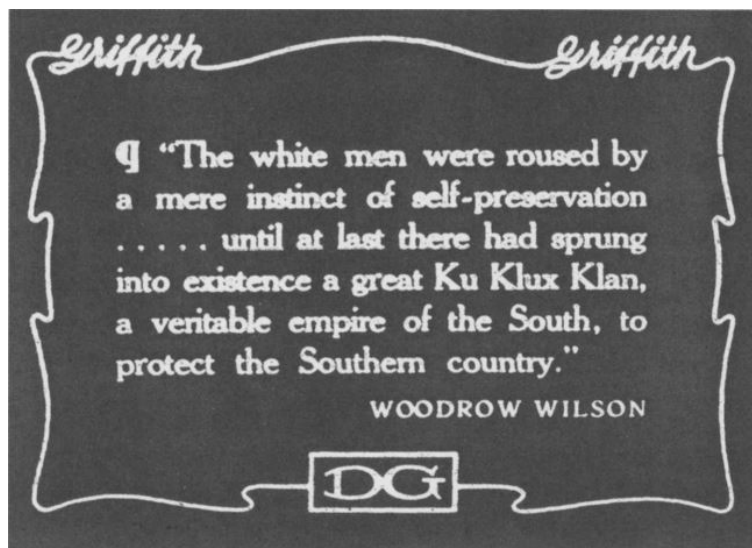 Griffith Griffith
¶ “The white men were roused by
a mere instinct of self-preservation
..... until at last there had sprung
into existence a great Ku Klux Klan,
a veritable empire of the South, to
protect the Southern country.”
WOODROW WILSON
DG